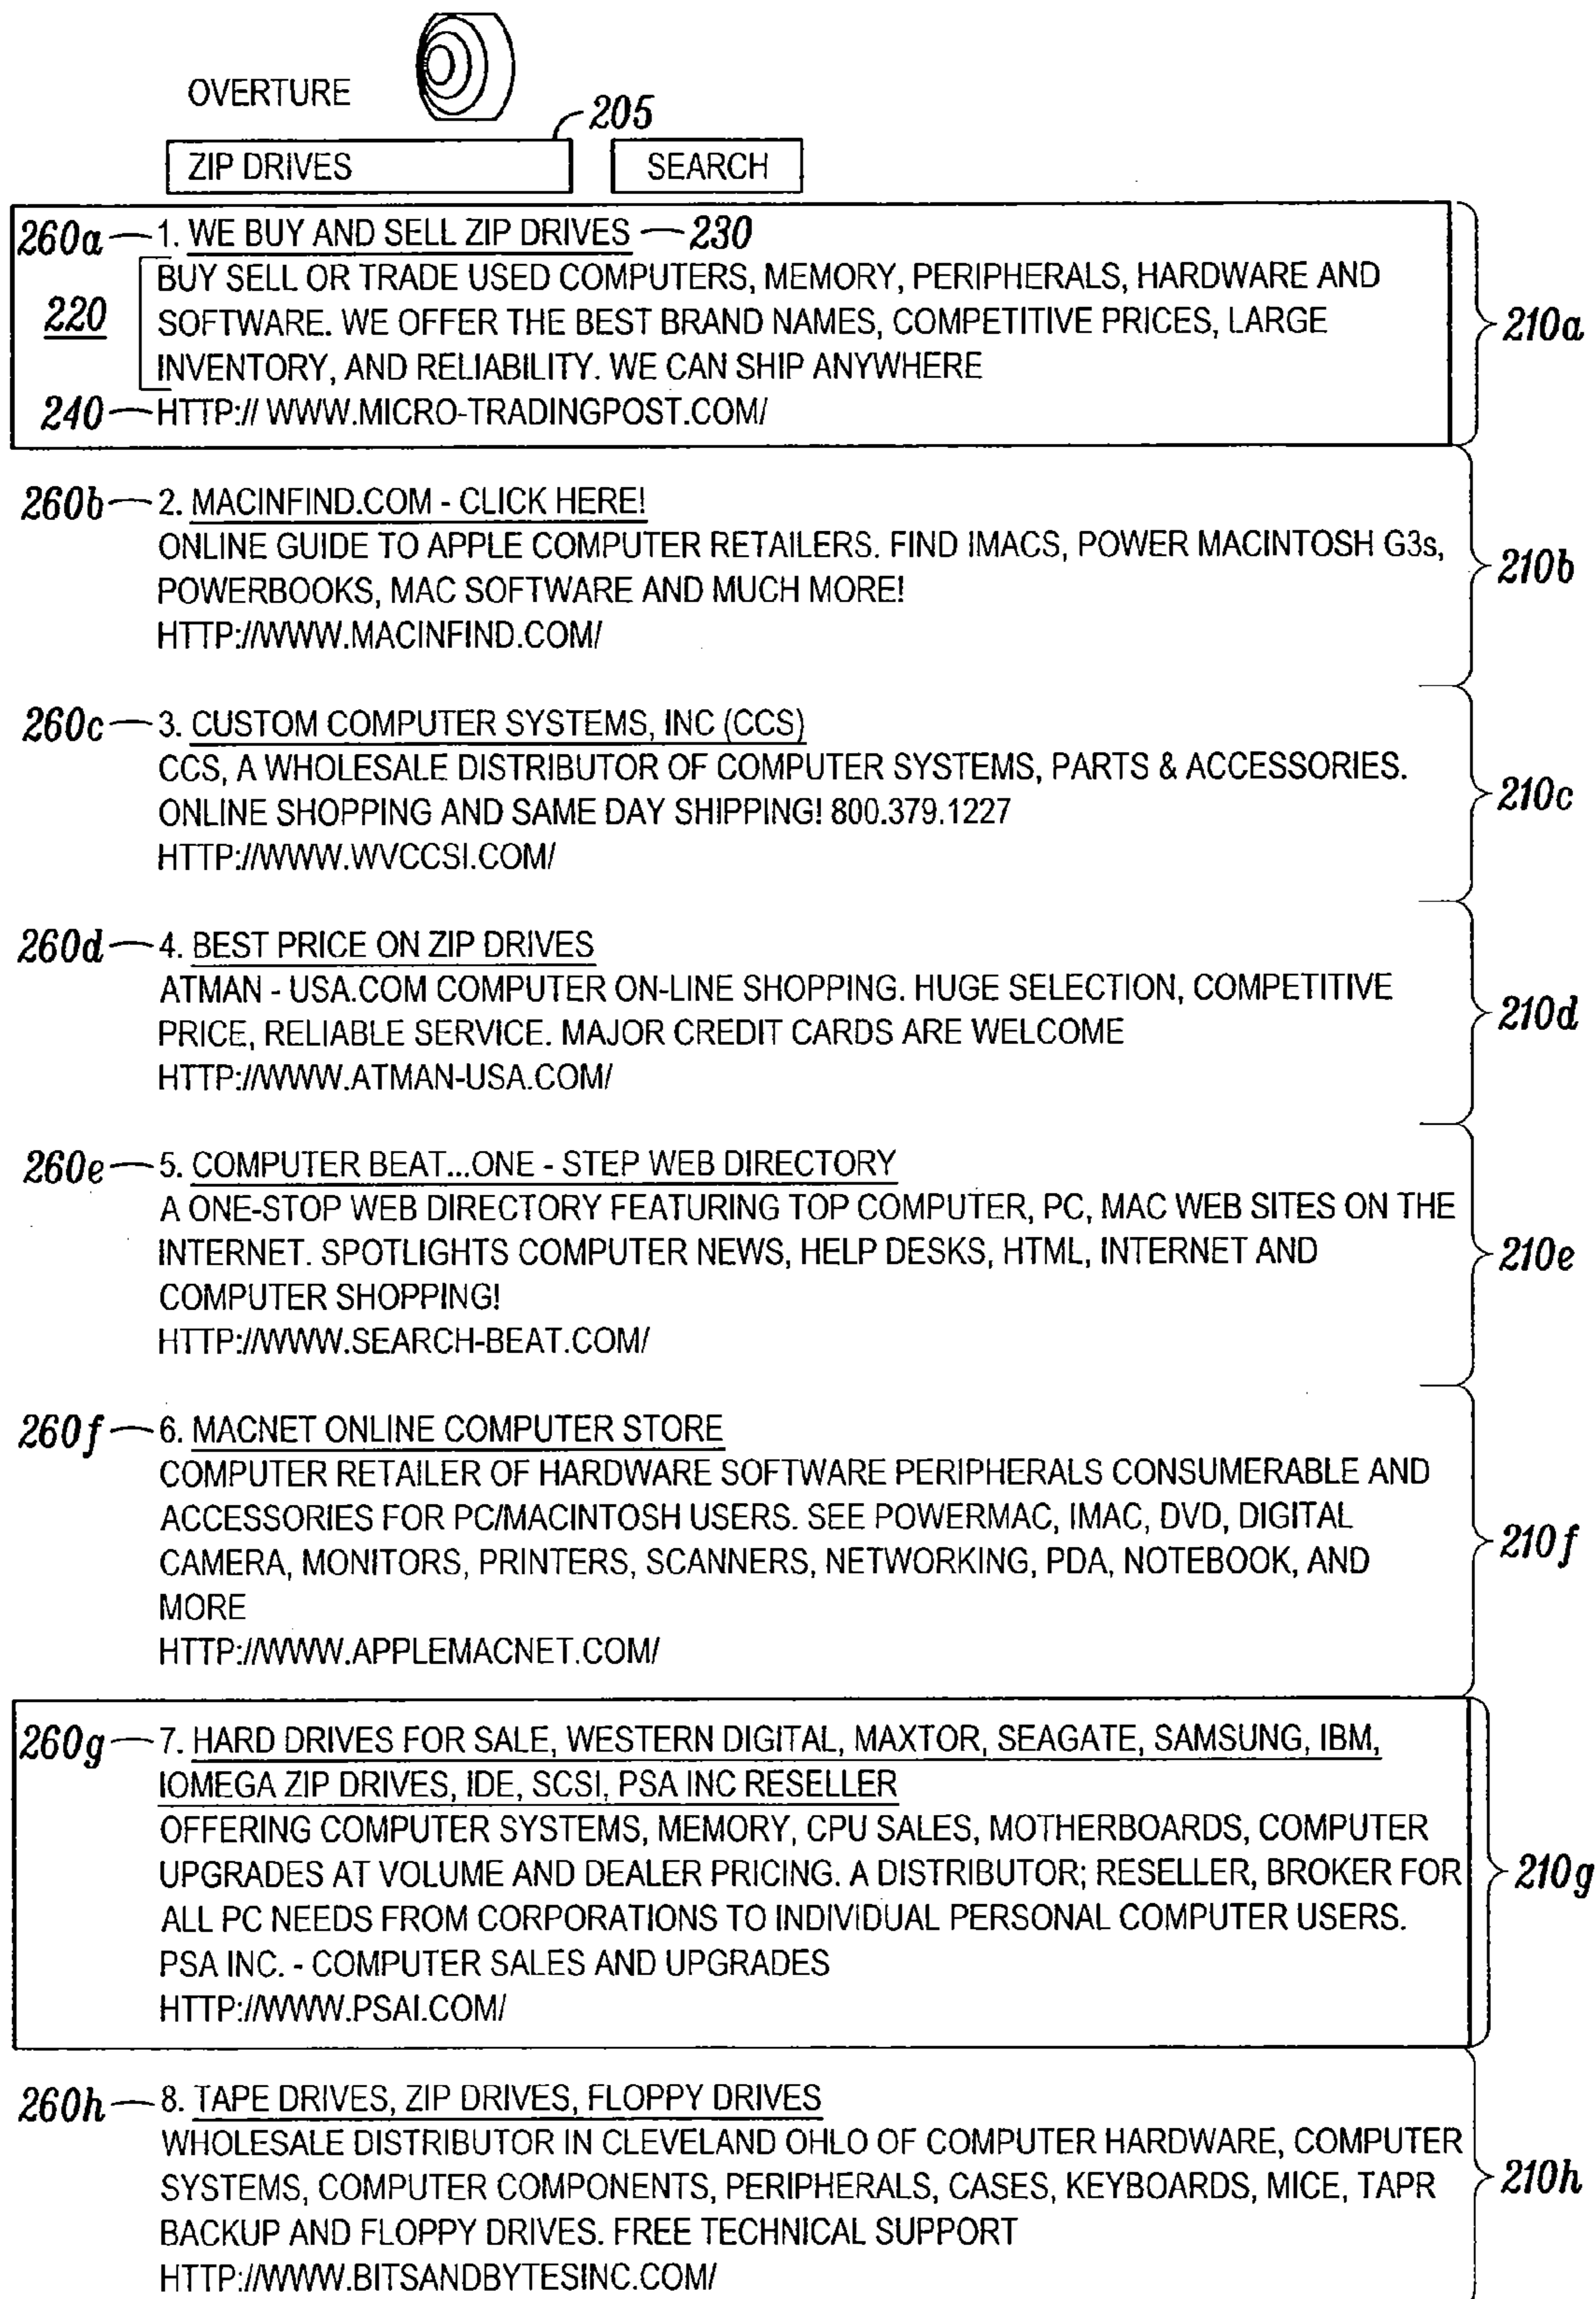 OVERTURE
205
ZIP DRIVES SEARCH
260a 1. WE BUY AND SELL ZIP DRIVES 230
BUY SELL OR TRADE USED COMPUTERS, MEMORY, PERIPHERALS, HARDWARE AND
220 SOFTWARE. WE OFFER THE BEST BRAND NAMES, COMPETITIVE PRICES, LARGE 210a
INVENTORY, AND RELIABILITY. WE CAN SHIP ANYWHERE
240 HTTP:// WWW.MICRO-TRADINGPOST.COM/
260b 2. MACINFIND.COM - CLICK HERE!
ONLINE GUIDE TO APPLE COMPUTER RETAILERS. FIND IMACS, POWER MACINTOSH G3s, 210b
POWERBOOKS, MAC SOFTWARE AND MUCH MORE!
HTTP://WWW.MACINFIND.COM/
260c 3. CUSTOM COMPUTER SYSTEMS, INC (CCS)
CCS, A WHOLESALE DISTRIBUTOR OF COMPUTER SYSTEMS, PARTS & ACCESSORIES. 210c
ONLINE SHOPPING AND SAME DAY SHIPPING! 800.379.1227
HTTP://WWW.WVCCSI.COM/
260d 4. BEST PRICE ON ZIP DRIVES
ATMAN - USA.COM COMPUTER ON-LINE SHOPPING. HUGE SELECTION, COMPETITIVE 210d
PRICE, RELIABLE SERVICE. MAJOR CREDIT CARDS ARE WELCOME
HTTP://WWW.ATMAN-USA.COM/
260e 5. COMPUTER BEAT...ONE - STEP WEB DIRECTORY
A ONE-STOP WEB DIRECTORY FEATURING TOP COMPUTER, PC, MAC WEB SITES ON THE
INTERNET. SPOTLIGHTS COMPUTER NEWS, HELP DESKS, HTML, INTERNET AND 210e
COMPUTER SHOPPING!
HTTP://WWW.SEARCH-BEAT.COM/
260f 6. MACNET ONLINE COMPUTER STORE
COMPUTER RETAILER OF HARDWARE SOFTWARE PERIPHERALS CONSUMERABLE AND
ACCESSORIES FOR PC/MACINTOSH USERS. SEE POWERMAC, IMAC, DVD, DIGITAL 210f
CAMERA, MONITORS, PRINTERS, SCANNERS, NETWORKING, PDA, NOTEBOOK, AND
MORE
HTTP://WWW.APPLEMACNET.COM/
260g 7. HARD DRIVES FOR SALE, WESTERN DIGITAL, MAXTOR, SEAGATE, SAMSUNG, IBM,
IOMEGA ZIP DRIVES, IDE, SCSI, PSA INC RESELLER
OFFERING COMPUTER SYSTEMS, MEMORY, CPU SALES, MOTHERBOARDS, COMPUTER
UPGRADES AT VOLUME AND DEALER PRICING. A DISTRIBUTOR; RESELLER, BROKER FOR 210g
ALL PC NEEDS FROM CORPORATIONS TO INDIVIDUAL PERSONAL COMPUTER USERS.
PSA INC. - COMPUTER SALES AND UPGRADES
HTTP://WWW.PSAI.COM/
260h 8. TAPE DRIVES, ZIP DRIVES, FLOPPY DRIVES
WHOLESALE DISTRIBUTOR IN CLEVELAND OHLO OF COMPUTER HARDWARE, COMPUTER
SYSTEMS, COMPUTER COMPONENTS, PERIPHERALS, CASES, KEYBOARDS, MICE, TAPR 210h
BACKUP AND FLOPPY DRIVES. FREE TECHNICAL SUPPORT
HTTP://WWW.BITSANDBYTESINC.COM/